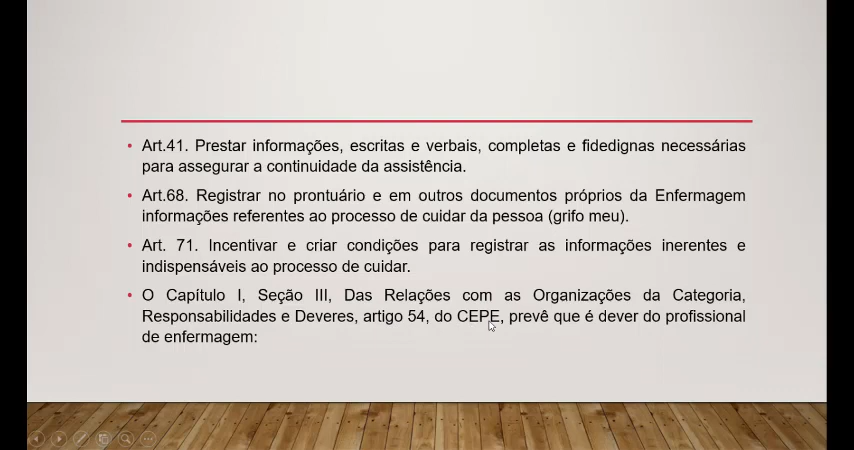 • Art.41. Prestar informações, escritas e verbais, completas e fidedignas necessárias
para assegurar a continuidade da assistência.
• Art.68. Registrar no prontuário e em outros documentos próprios da Enfermagem
informações referentes ao processo de cuidar da pessoa (grifo meu).
• Art. 71. Incentivar e criar condições para registrar as informações inerentes e
indispensáveis ao processo de cuidar.
• O Capítulo I, Seção III, Das Relações com as Organizações da Categoria,
Responsabilidades e Deveres, artigo 54, do CEPE, prevê que é dever do profissional
de enfermagem: